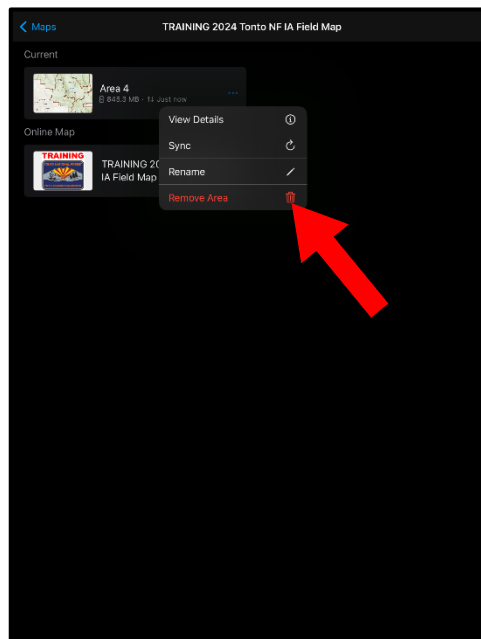 Maps
TRAINING 2024 Tonto NF IA Field Map
Current
Area 4
845.3 MB · Just now
View Details
Online Map
Sync
TRAINING
TRAINING 20
Rename
IA Field Map
Remove Area